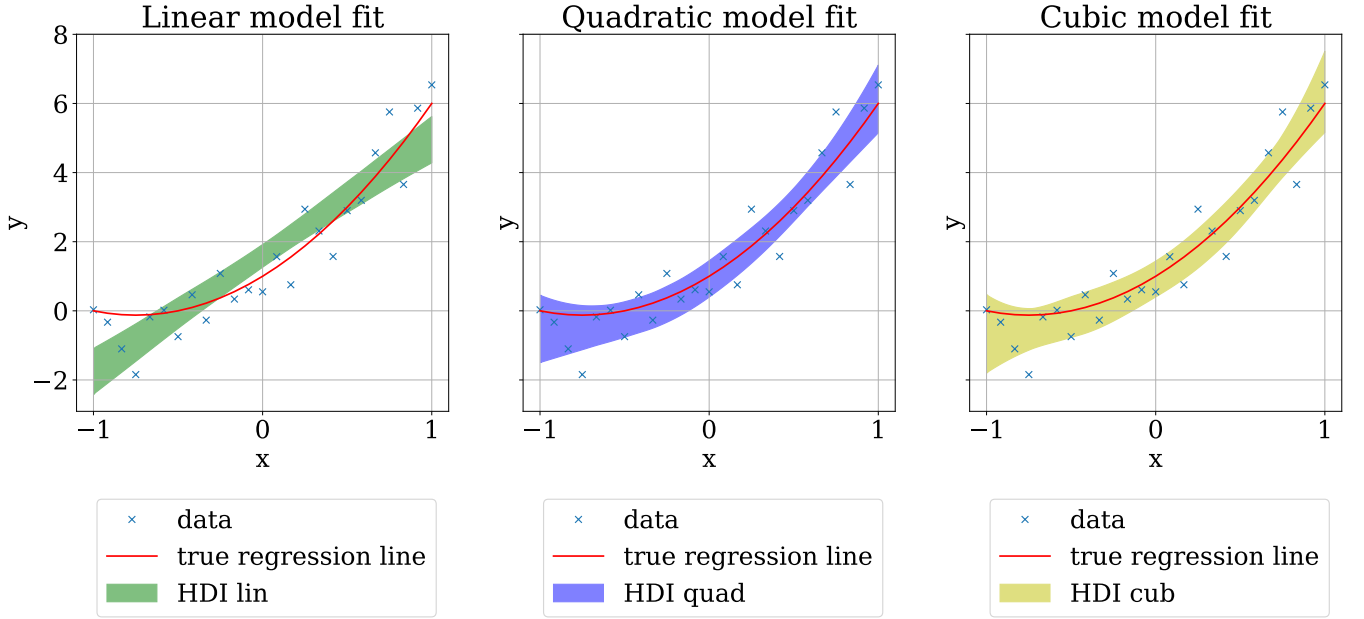 Linear model fit
Quadratic model fit
Cubic model fit
8
6
4
2
0
−2
y
y
y
−1 0 1
−1 0 1
−1 0 1
x
x
x
data
true regression line
HDI lin
data
true regression line
HDI quad
data
true regression line
HDI cub